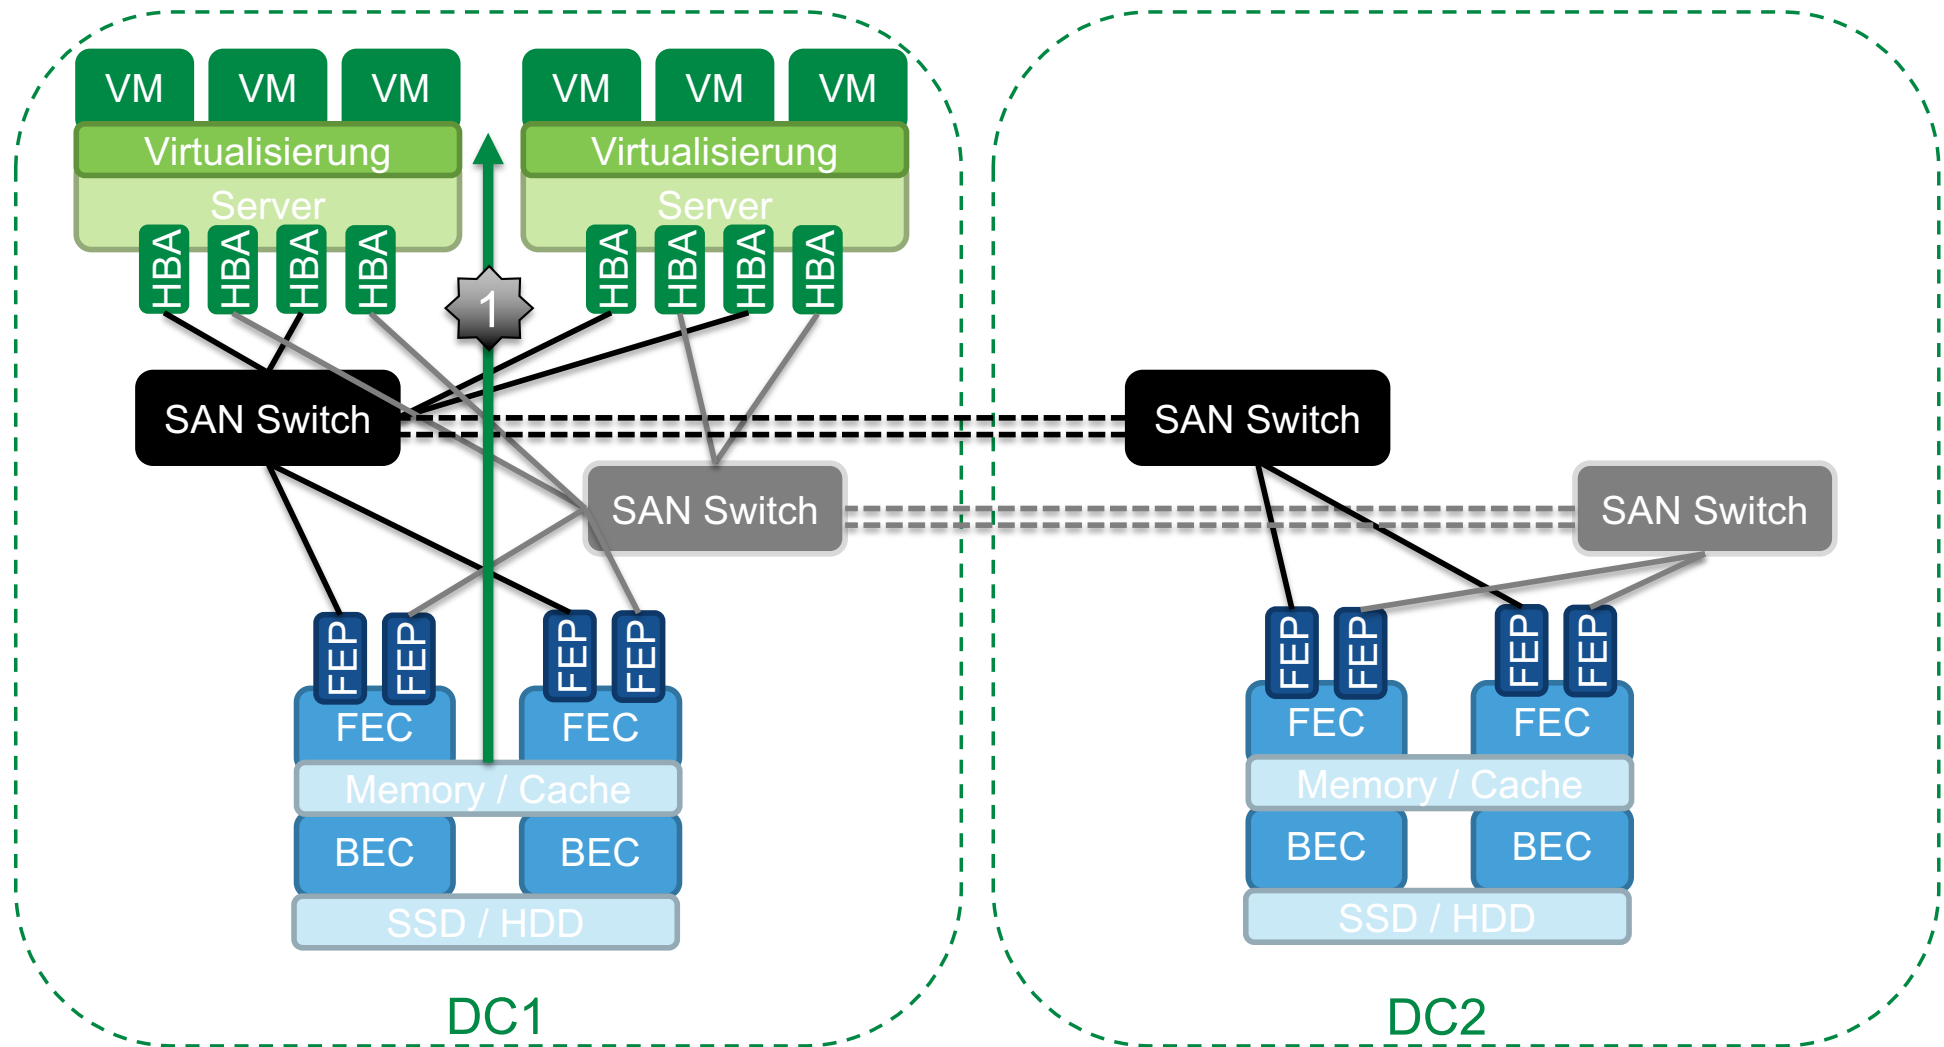 VM VM VM VM VM VM
Virtualisierung Virtualisierung
Server Server
HBA HBA HBA HBA HBA HBA HBA HBA
1
SAN Switch SAN Switch
SAN Switch SAN Switch
FEP FEP FEP FEP FEP FEP FEP FEP
FEC FEC FEC FEC
Memory / Cache Memory / Cache
BEC BEC BEC BEC
SSD / HDD SSD / HDD
DC1 DC2